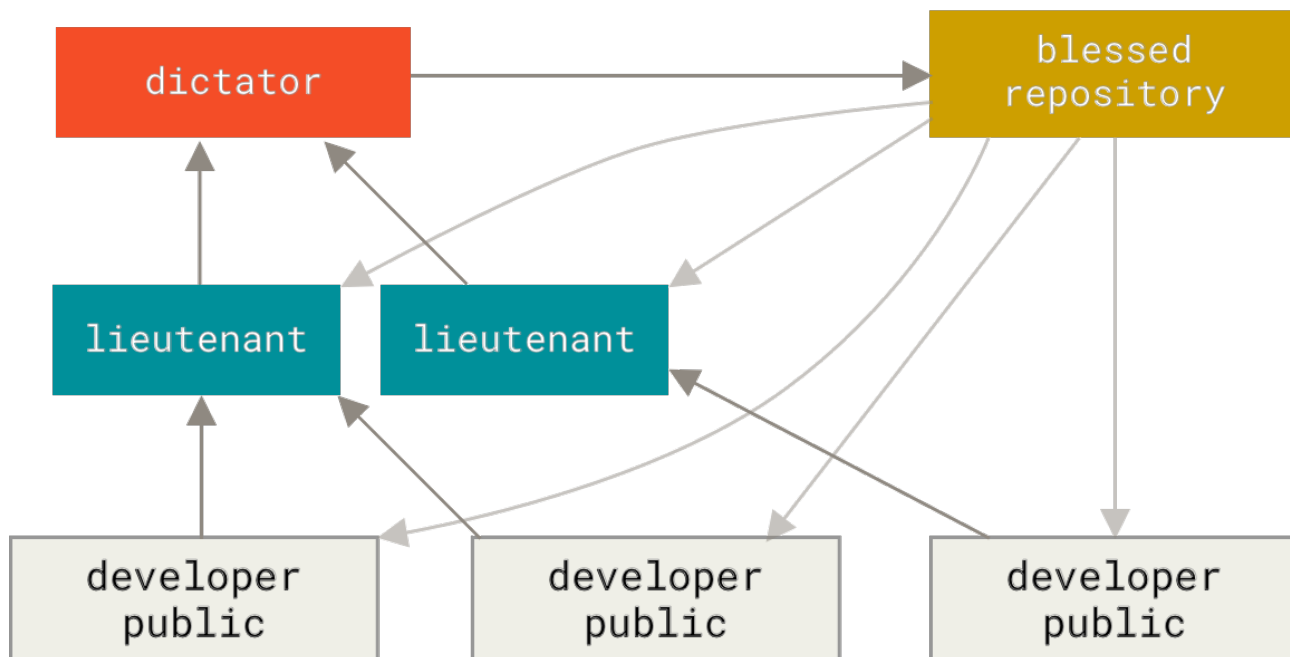 dictator
blessed
repository
lieutenant
lieutenant
developer
public
developer
public
developer
public